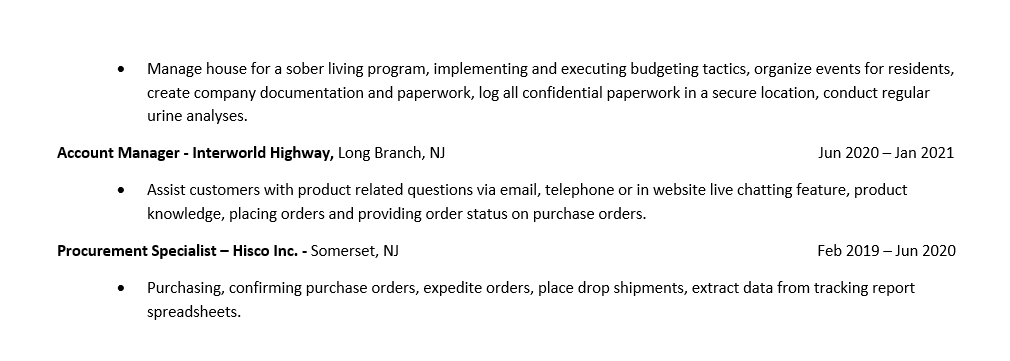 • Manage house for a sober living program, implementing and executing budgeting tactics, organize events for residents,
create company documentation and paperwork, log all confidential paperwork in a secure location, conduct regular
urine analyses.
Account Manager - Interworld Highway, Long Branch, NJ Jun 2020 – Jan 2021
• Assist customers with product related questions via email, telephone or in website live chatting feature, product
knowledge, placing orders and providing order status on purchase orders.
Procurement Specialist – Hisco Inc. - Somerset, NJ Feb 2019 – Jun 2020
• Purchasing, confirming purchase orders, expedite orders, place drop shipments, extract data from tracking report
spreadsheets.